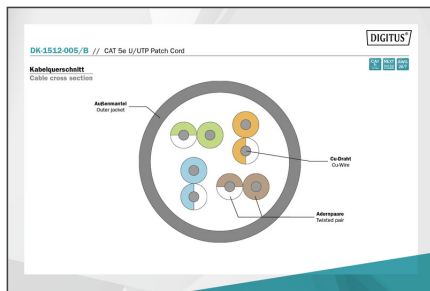 DIGITUS®
DK-1512-005/B // CAT 5e U/UTP Patch Cord
Kabelquerschnitt
Cable cross section
Außenmantel
Outer jacket
Cu-Draht
Cu-Wire
Adernpaare
Twisted pair